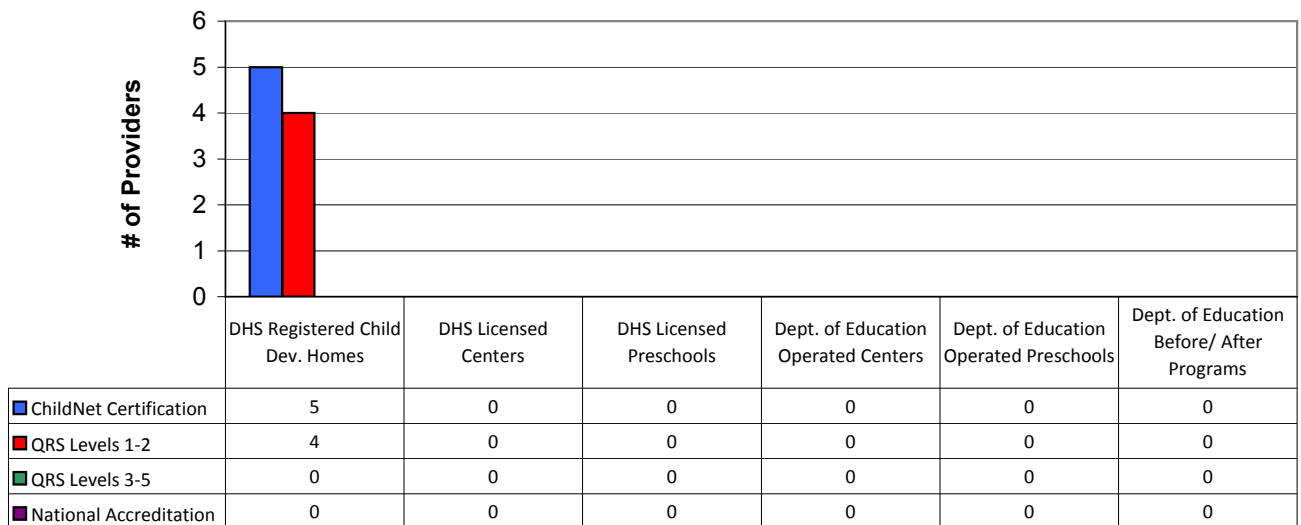 # of Providers
6
5
4
3
2
1
0
DHS Registered Child Dev. Homes
DHS Licensed Centers
DHS Licensed Preschools
Dept. of Education Operated Centers
Dept. of Education Operated Preschools
Dept. of Education Before/ After Programs
ChildNet Certification 5 0 0 0 0 0
QRS Levels 1-2 4 0 0 0 0 0
QRS Levels 3-5 0 0 0 0 0 0
National Accreditation 0 0 0 0 0 0